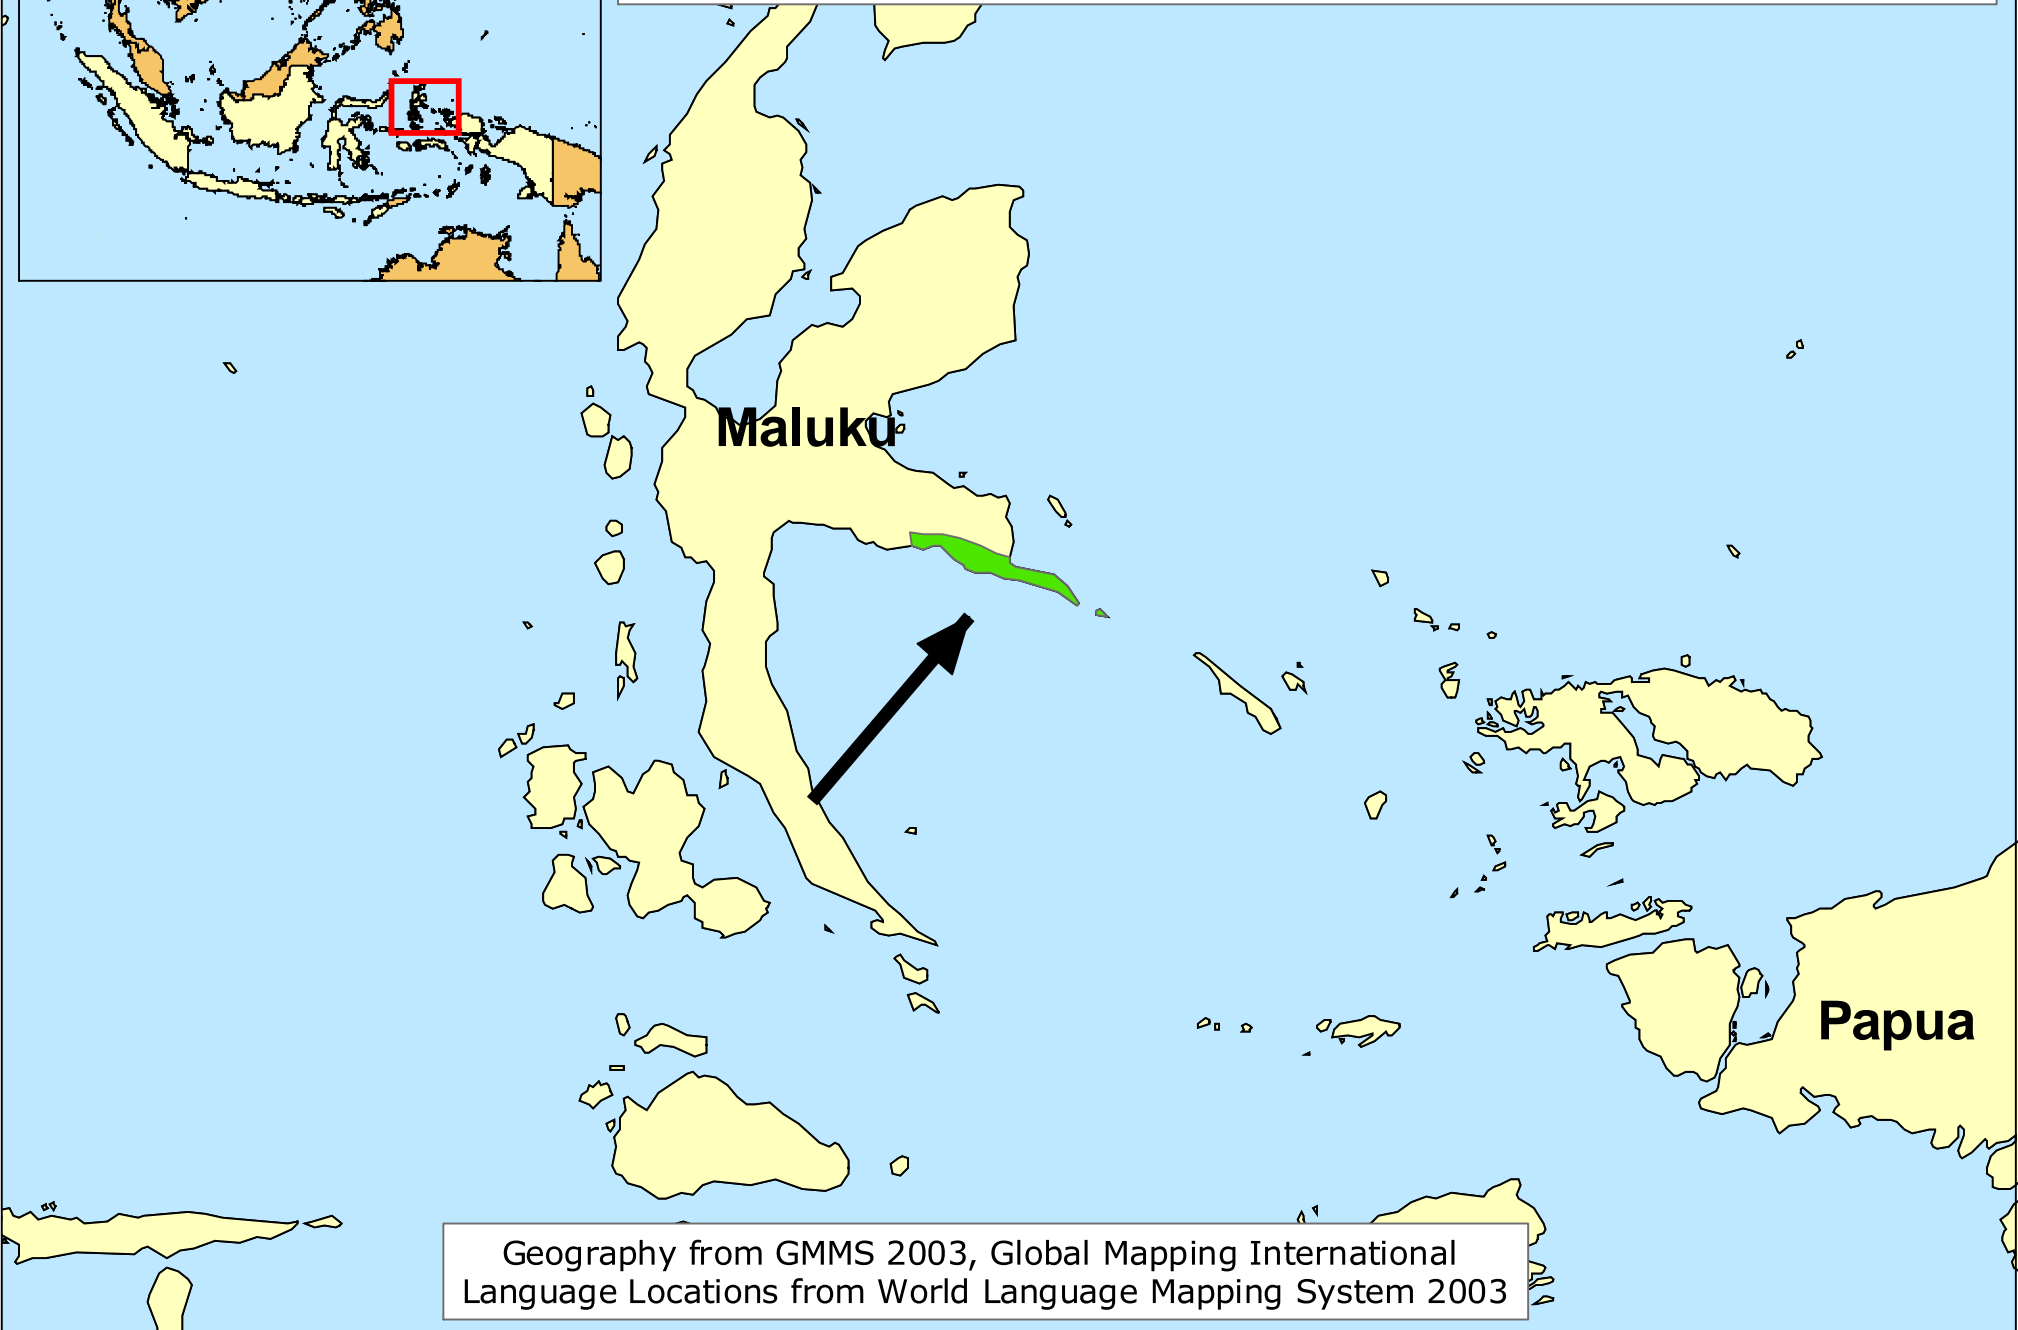 Maluku
Papua
Geography from GMMS 2003, Global Mapping International
Language Locations from World Language Mapping System 2003